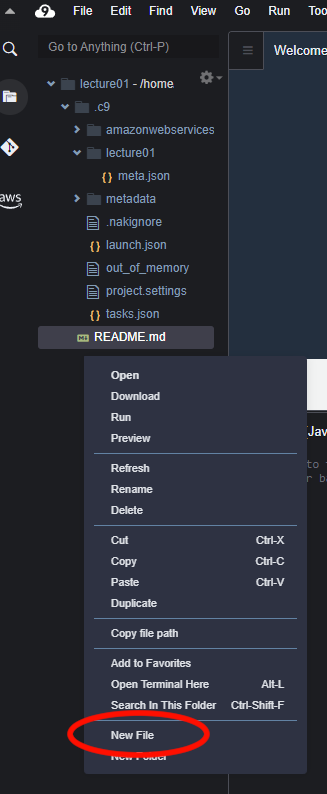 9 File Edit Find View Go Run Too
Go to Anything (Ctrl-P)
Welcome
lecture01 - /home
.c9
amazonwebservices
lecture01
{ } meta.json
metadata
.nakignore
{ } launch.json
out_of_memory
project.settings
{ } tasks.json
README.md
aws
Open
Download
Run
Preview
(Jav
to
r ba
Refresh
Rename
Delete
Cut Ctrl-X
Copy Ctrl-C
Paste Ctrl-V
Duplicate
Copy file path
Add to Favorites
Open Terminal Here Alt-L
Search In This Folder Ctrl-Shift-F
New File
New Folder